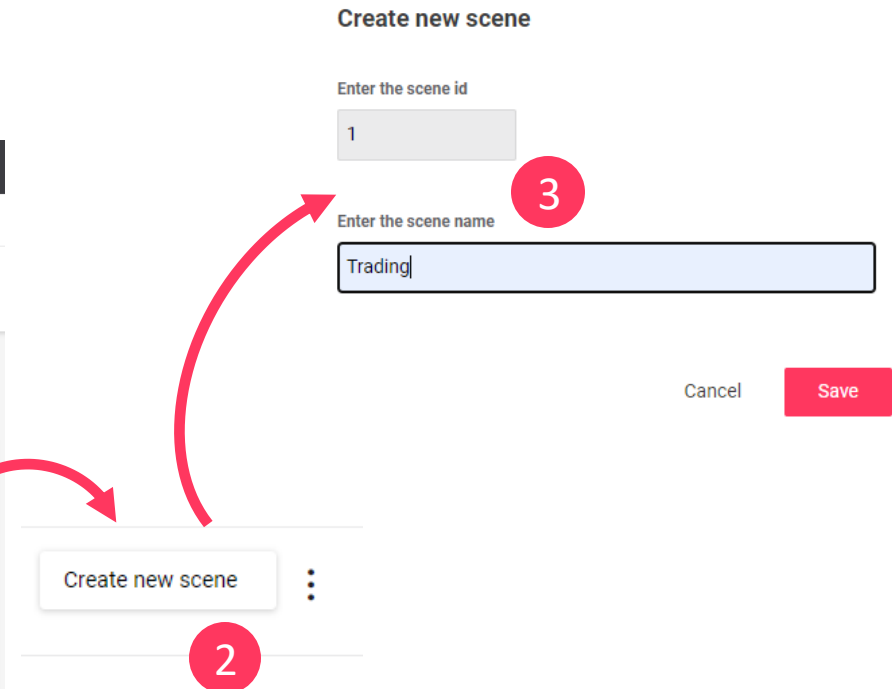 Create new scene
Enter the scene id
1
3
Enter the scene name
Trading
Cancel
Save
Create new scene
2